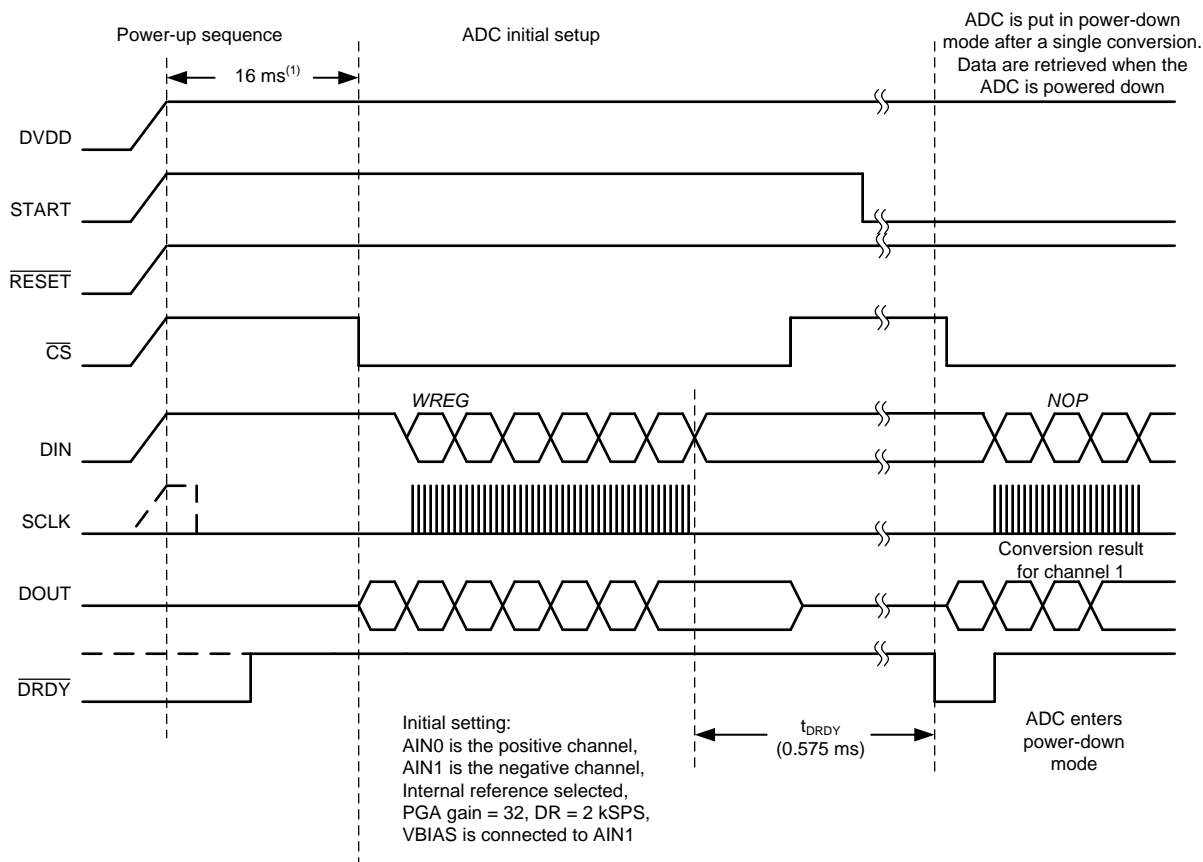 Power-up sequence
ADC initial setup
ADC is put in power-down
mode after a single conversion.
Data are retrieved when the
ADC is powered down
16 ms(1)
DVDD
START
RESET
CS
WREG
NOP
DIN
SCLK
Conversion result
for channel 1
DOUT
DRDY
Initial setting:
AIN0 is the positive channel,
AIN1 is the negative channel,
Internal reference selected,
PGA gain = 32, DR = 2 kSPS,
VBIAS is connected to AIN1
tDRDY
(0.575 ms)
ADC enters
power-down
mode